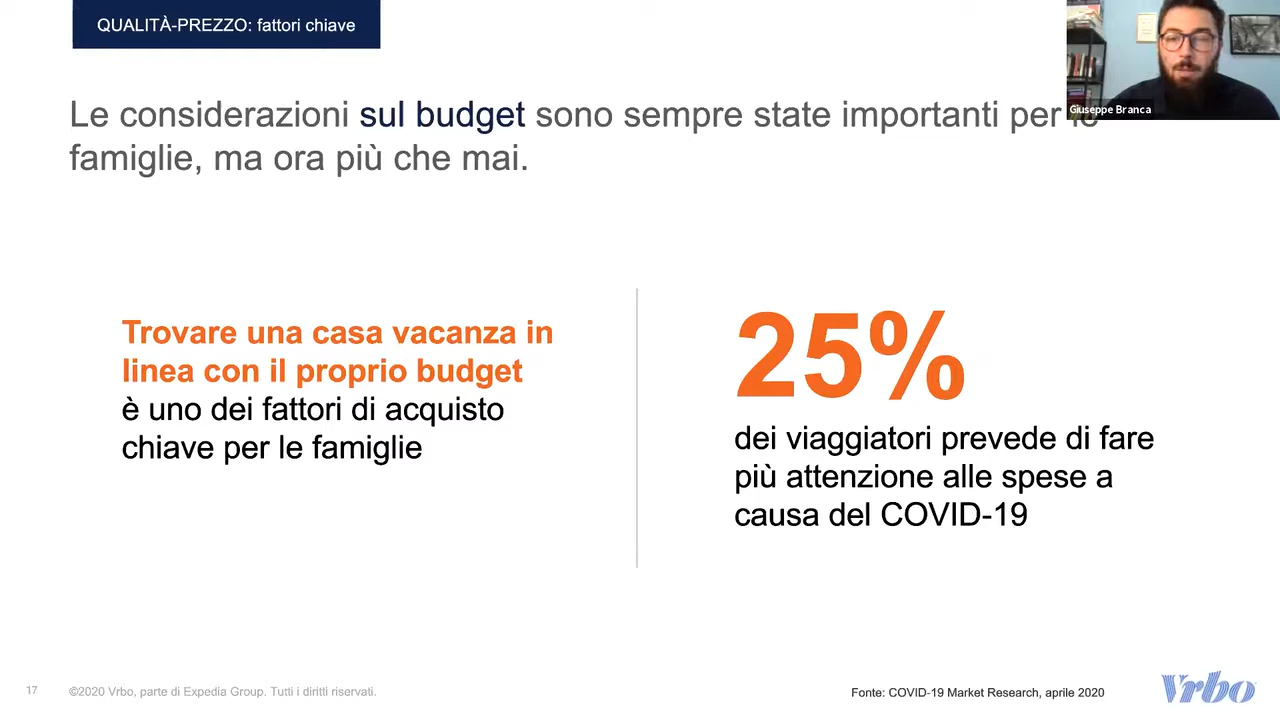 QUALITÀ-PREZZO: fattori chiave
Giuseppe Branca
Le considerazioni sul budget sono sempre state importanti per le
famiglie, ma ora più che mai.
Trovare una casa vacanza in
linea con il proprio budget
è uno dei fattori di acquisto
chiave per le famiglie
25%
dei viaggiatori prevede di fare
più attenzione alle spese a
causa del COVID-19
17
©2020 Vrbo, parte di Expedia Group. Tutti i diritti riservati.
Fonte: COVID-19 Market Research, aprile 2020
Vrbo